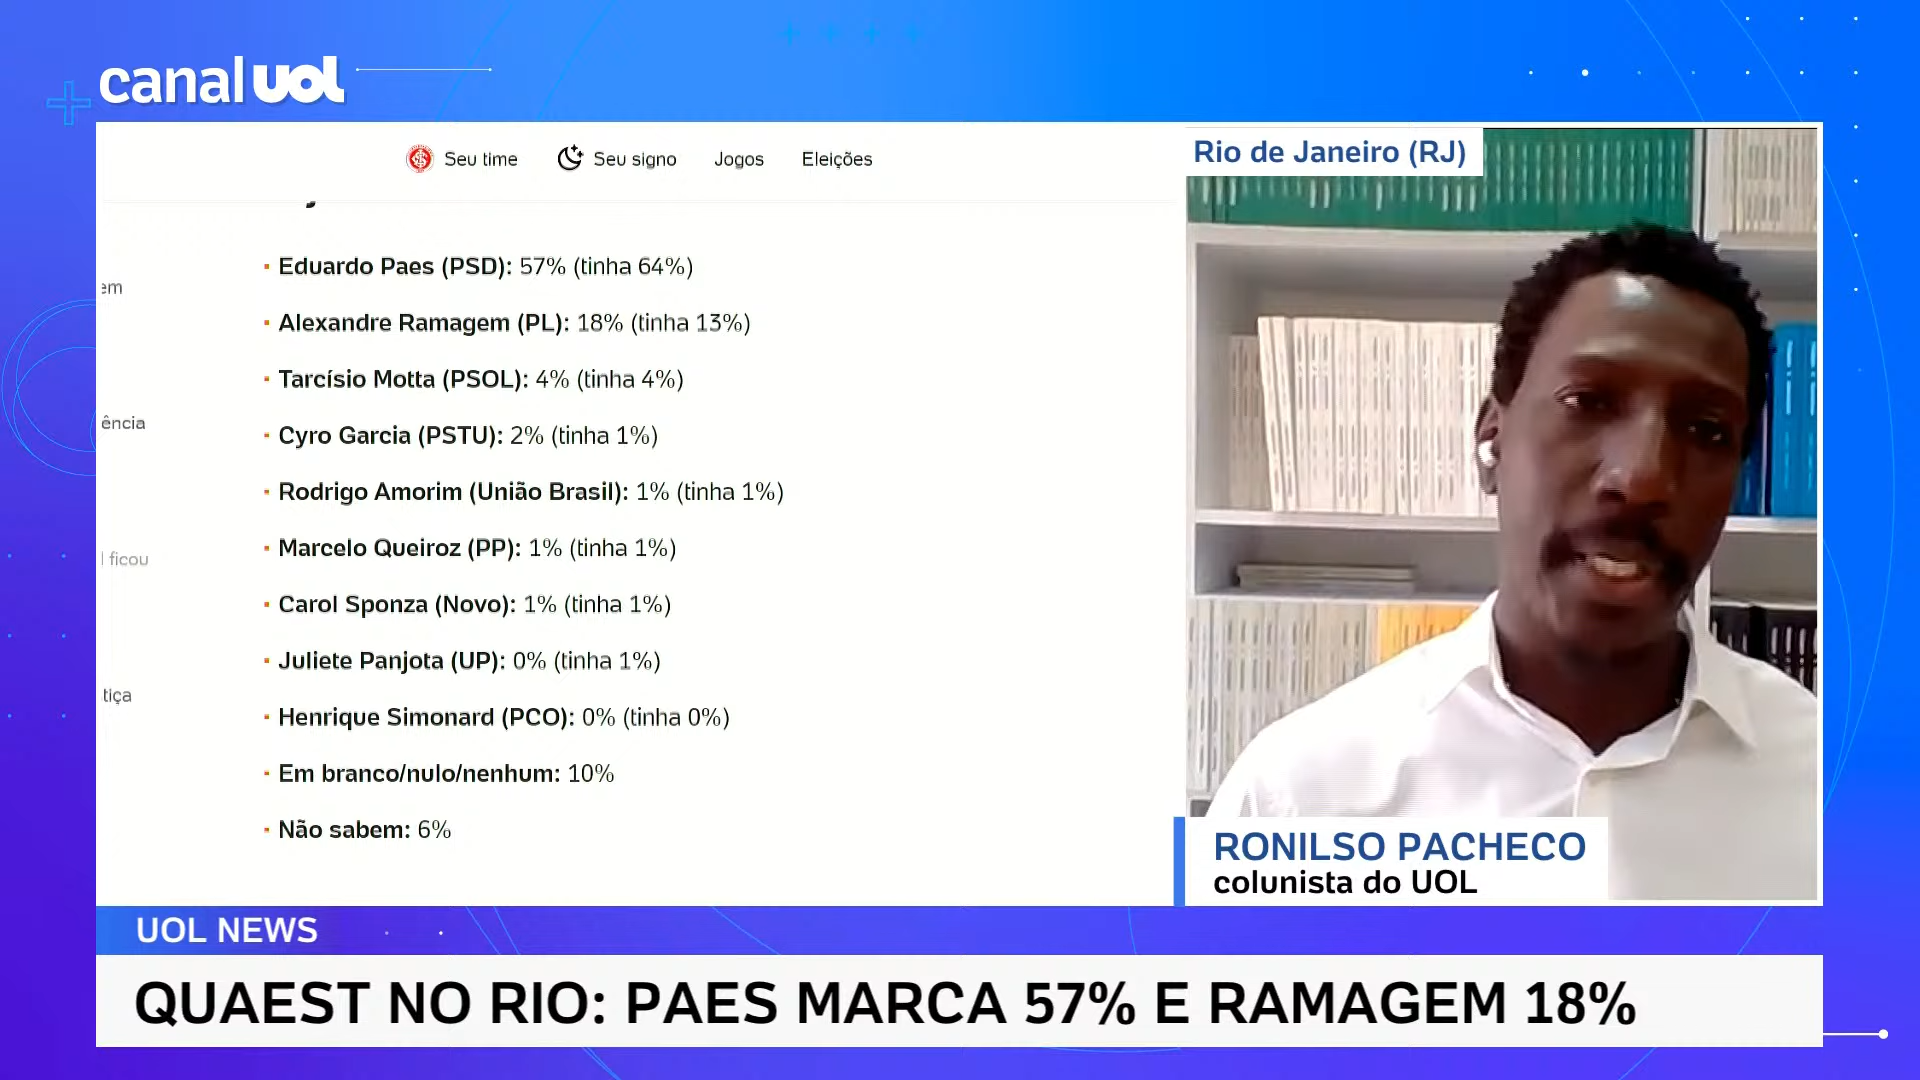 canal uol
Seu time
Seu signo
Jogos
Eleições
Rio de Janeiro (RJ)
em
ência
l ficou
tiça
Eduardo Paes (PSD): 57% (tinha 64%)
Alexandre Ramagem (PL): 18% (tinha 13%)
Tarcísio Motta (PSOL): 4% (tinha 4%)
Cyro Garcia (PSTU): 2% (tinha 1%)
Rodrigo Amorim (União Brasil): 1% (tinha 1%)
Marcelo Queiroz (PP): 1% (tinha 1%)
Carol Sponza (Novo): 1% (tinha 1%)
Juliete Panjota (UP): 0% (tinha 1%)
Henrique Simonard (PCO): 0% (tinha 0%)
Em branco/nulo/nenhum: 10%
Não sabem: 6%
RONILSO PACHECO
colunista do UOL
UOL NEWS
QUAEST NO RIO: PAES MARCA 57% E RAMAGEM 18%